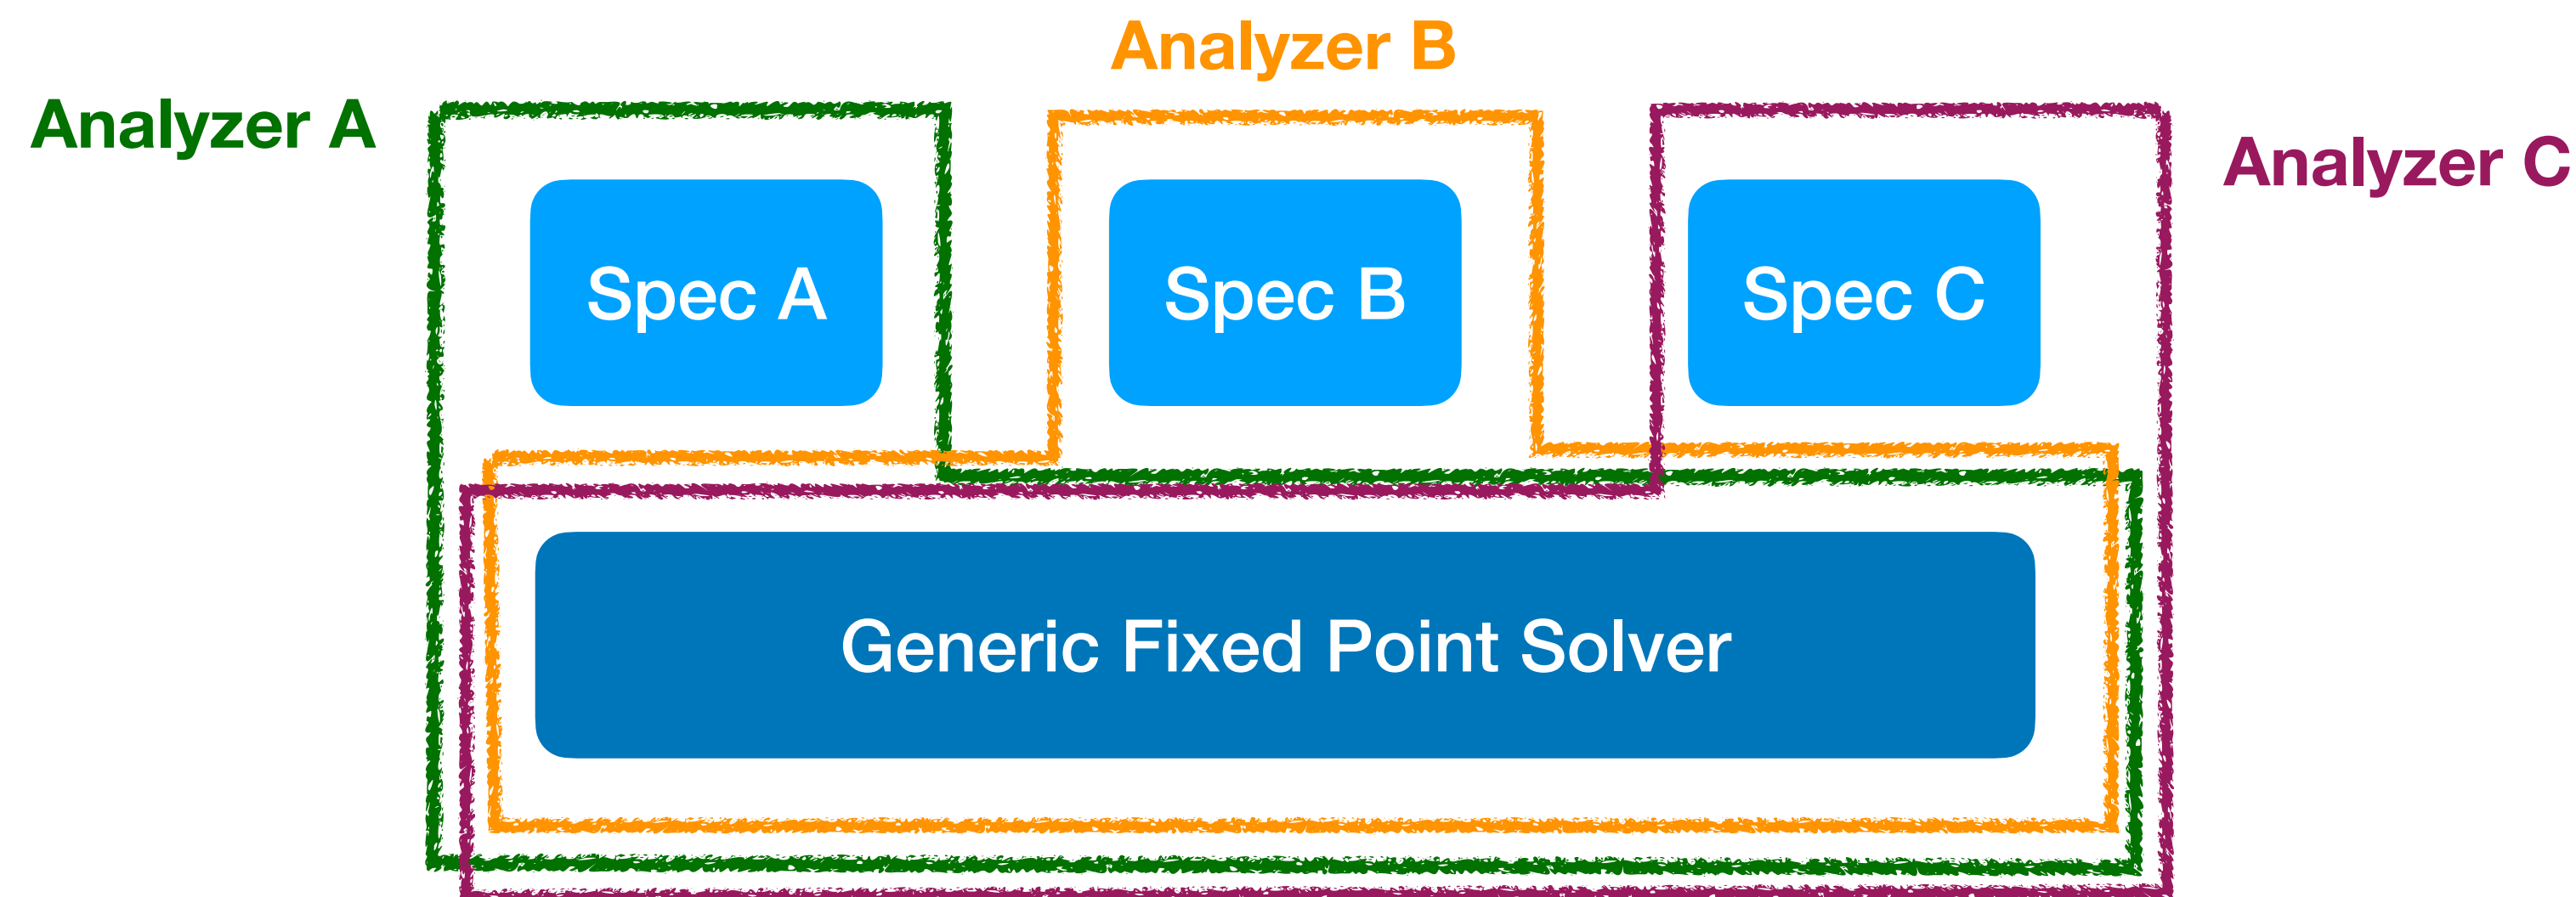 Analyzer B
Analyzer A
Analyzer C
Spec A
Spec B
Spec C
Generic Fixed Point Solver